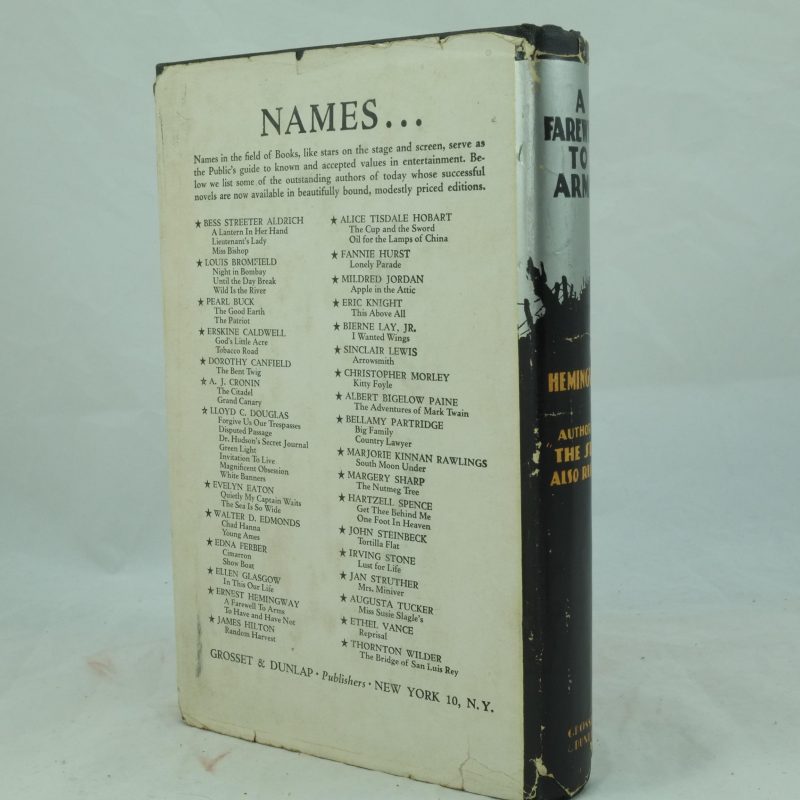 NAMES...
Names in the field of Books, like stars on the stage and screen, serve as
the Public's guide to known and accepted values in entertainment. Be-
low we list some of the outstanding authors of today whose successful
novels are now available in beautifully bound, modestly priced editions.
★ BESS STREETER ALDRICH
A Lantern In Her Hand
Lieutenant's Lady
Miss Bishop
★ LOUIS BROMFIELD
Night in Bombay
Until the Day Break
Wild Is the River
★ PEARL BUCK
The Good Earth
The Patriot
★ ERSKINE CALDWELL
God's Little Acre
Tobacco Road
★ DOROTHY CANFIELD
The Bent Twig
★ A. J. CRONIN
The Citadel
Grand Canary
★ LLOYD C. DOUGLAS
Forgive Us Our Trespasses
Disputed Passage
Dr. Hudson's Secret Journal
Green Light
Invitation To Live
Magnificent Obsession
White Banners
★ EVELYN EATON
Quietly My Captain Waits
The Sea Is So Wide
★ WALTER D. EDMONDS
Chad Hanna
Young Ames
★ EDNA FERBER
Cimarron
Show Boat
★ ELLEN GLASGOW
In This Our Life
★ ERNEST HEMINGWAY
A Farewell To Arms
To Have and Have Not
★ JAMES HILTON
Random Harvest
★ ALICE TISDALE HOBART
The Cup and the Sword
Oil for the Lamps of China
★ FANNIE HURST
Lonely Parade
★ MILDRED JORDAN
Apple in the Attic
★ ERIC KNIGHT
This Above All
★ BIERNE LAY, JR.
I Wanted Wings
★ SINCLAIR LEWIS
Arrowsmith
★ CHRISTOPHER MORLEY
Kitty Foyle
★ ALBERT BIGELOW PAINE
The Adventures of Mark Twain
★ BELLAMY PARTRIDGE
Big Family
Country Lawyer
★ MARJORIE KINNAN RAWLINGS
South Moon Under
★ MARGERY SHARP
The Nutmeg Tree
★ HARTZELL SPENCE
Get Thee Behind Me
One Foot In Heaven
★ JOHN STEINBECK
Tortilla Flat
★ IRVING STONE
Lust for Life
★ JAN STRUTHER
Mrs. Miniver
★ AUGUSTA TUCKER
Miss Susie Slagle's
★ ETHEL VANCE
Reprisal
★ THORNTON WILDER
The Bridge of San Luis Rey
GROSSET & DUNLAP · Publishers · NEW YORK 10, N.Y.
A
FAREW
TO
ARM
HEMING
AUTHO
"THE S
ALSO RI
GROSS
DUN